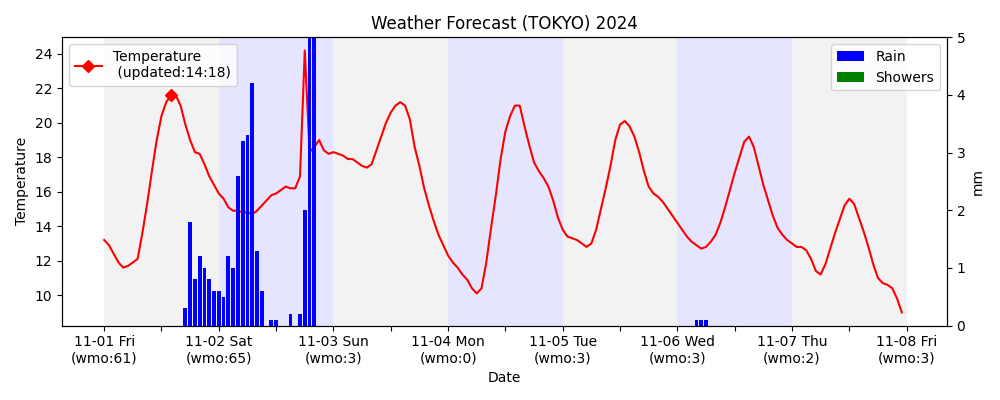 Weather Forecast (TOKYO) 2024
Temperature
(updated:14:18)
Rain
Showers
Temperature
24
22
20
18
16
14
12
10
5
4
3
2
1
0
mm
11-01 Fri
(wmo:61)
11-02 Sat
(wmo:65)
11-03 Sun
(wmo:3)
11-04 Mon
(wmo:0)
11-05 Tue
(wmo:3)
11-06 Wed
(wmo:3)
11-07 Thu
(wmo:2)
11-08 Fri
(wmo:3)
Date